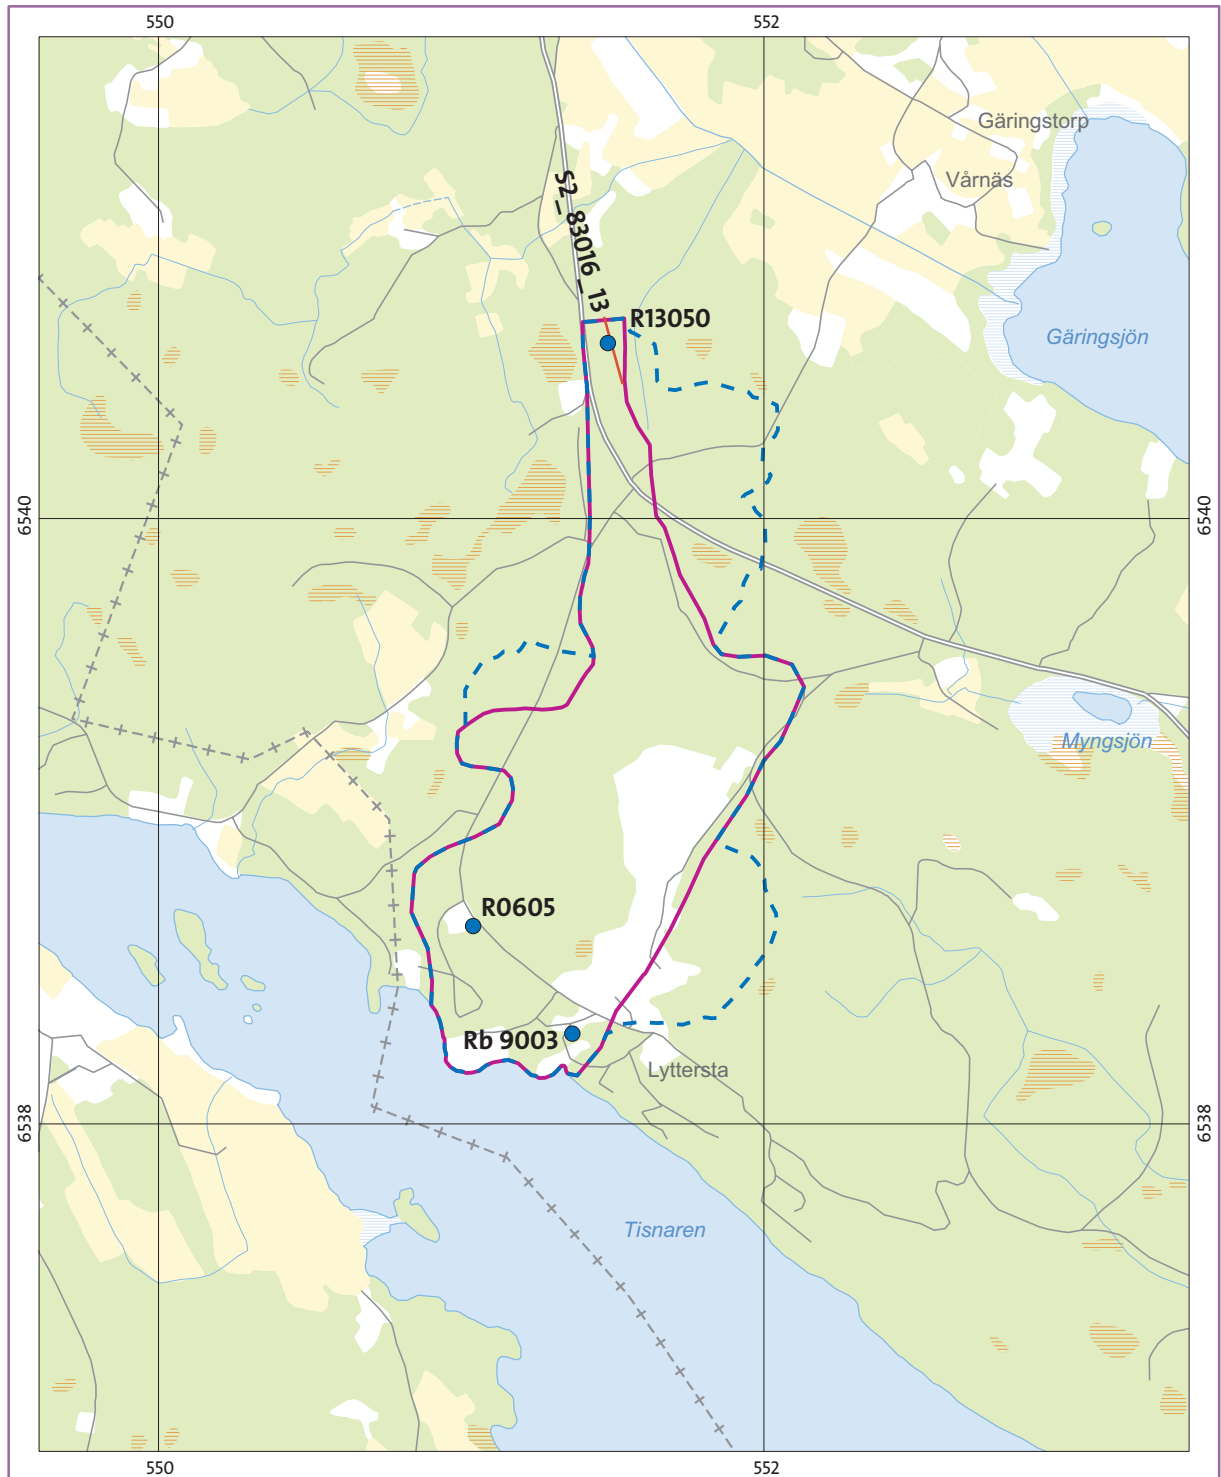 550
552
Gäringstorp
Vårnäs
S2_83016_13
R13050
Gäringsjön
6540
6540
Myngsjön
R0605
Rb 9003
Lyttersta
6538
6538
Tisnaren
550
552